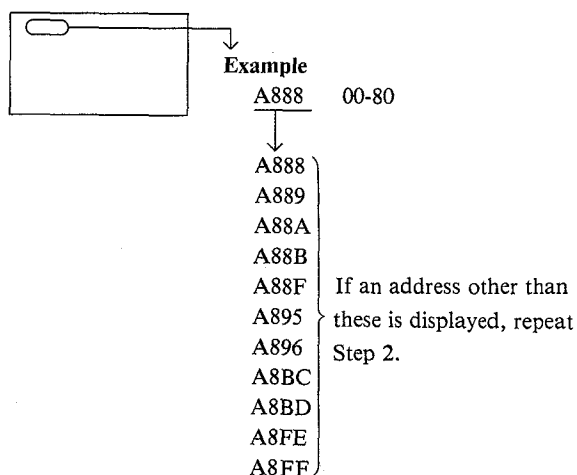 Example
A888 00-80
A888
A889
A88A
A88B
A88F If an address other than
A895 these is displayed, repeat
A896 Step 2.
A8BC
A8BD
A8FE
A8FF